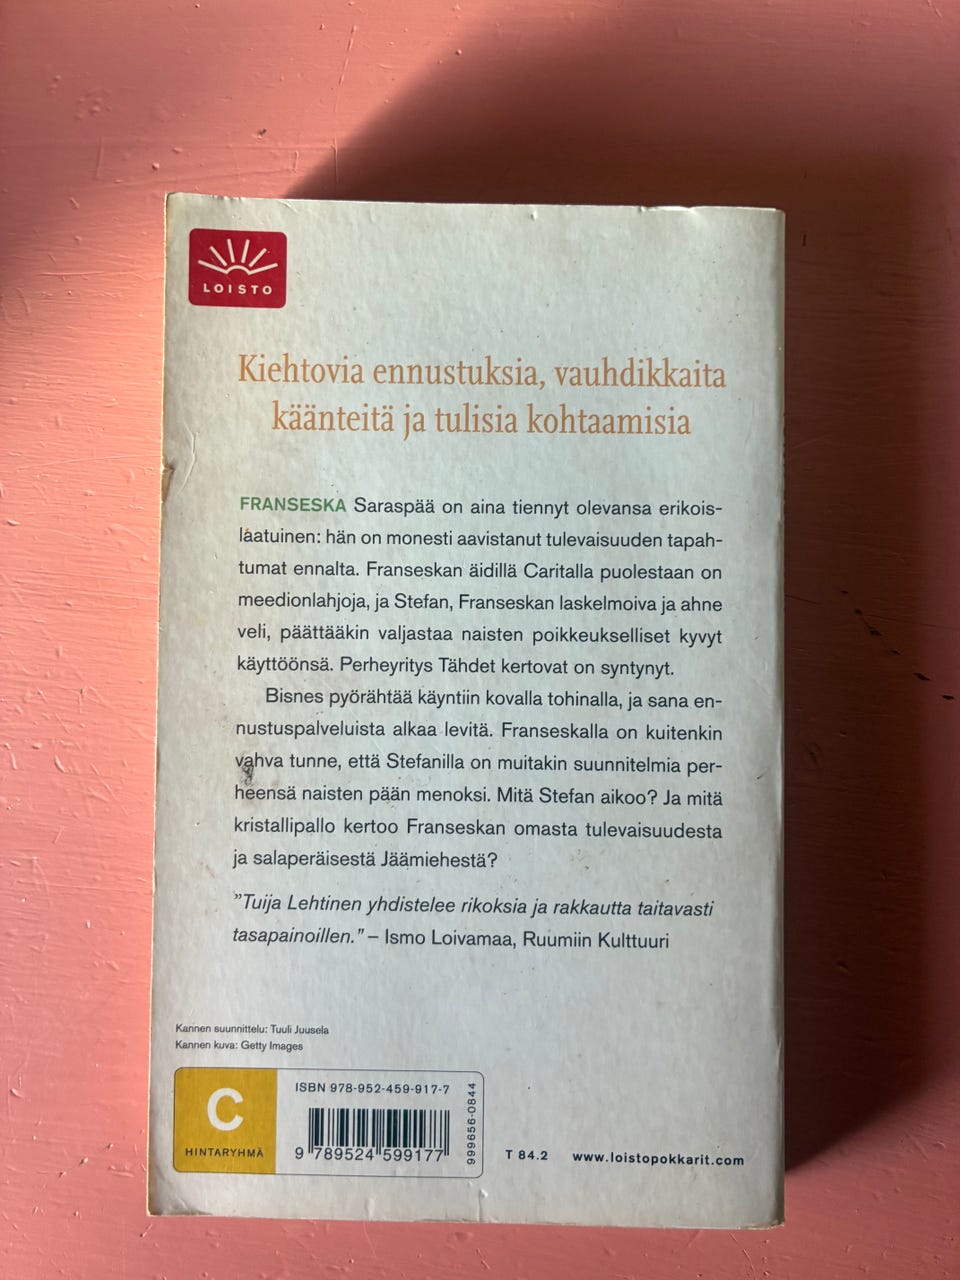 LOISTO
Kiehtovia ennustuksia, vauhdikkaita
käänteitä ja tulisia kohtaamisia
FRANSESKA Saraspää on aina tiennyt olevansa erikois-
laatuinen: hän on monesti aavistanut tulevaisuuden tapah-
tumat ennalta. Franseskan äidillä Caritalla puolestaan on
meedionlahjoja, ja Stefan, Franseskan laskelmoiva ja ahne
veli, päättääkin valjastaa naisten poikkeukselliset kyvyt
käyttöönsä. Perheyritys Tähdet kertovat on syntynyt.
Bisnes pyörähtää käyntiin kovalla tohinalla, ja sana en-
nustuspalveluista alkaa levitä. Franseskalla on kuitenkin
vahva tunne, että Stefanilla on muitakin suunnitelmia per-
heensä naisten pään menoksi. Mitä Stefan aikoo? Ja mitä
kristallipallo kertoo Franseskan omasta tulevaisuudesta
ja salaperäisestä Jäämiehestä?
”Tuija Lehtinen yhdistelee rikoksia ja rakkautta taitavasti
tasapainoillen.” – Ismo Loivamaa, Ruumiin Kulttuuri
Kannen suunnittelu: Tuuli Juusela
Kannen kuva: Getty Images
C
HINTARYHMÄ
ISBN 978-952-459-917-7
9 789524 599177
999656-0844
T 84.2 www.loistopokkarit.com